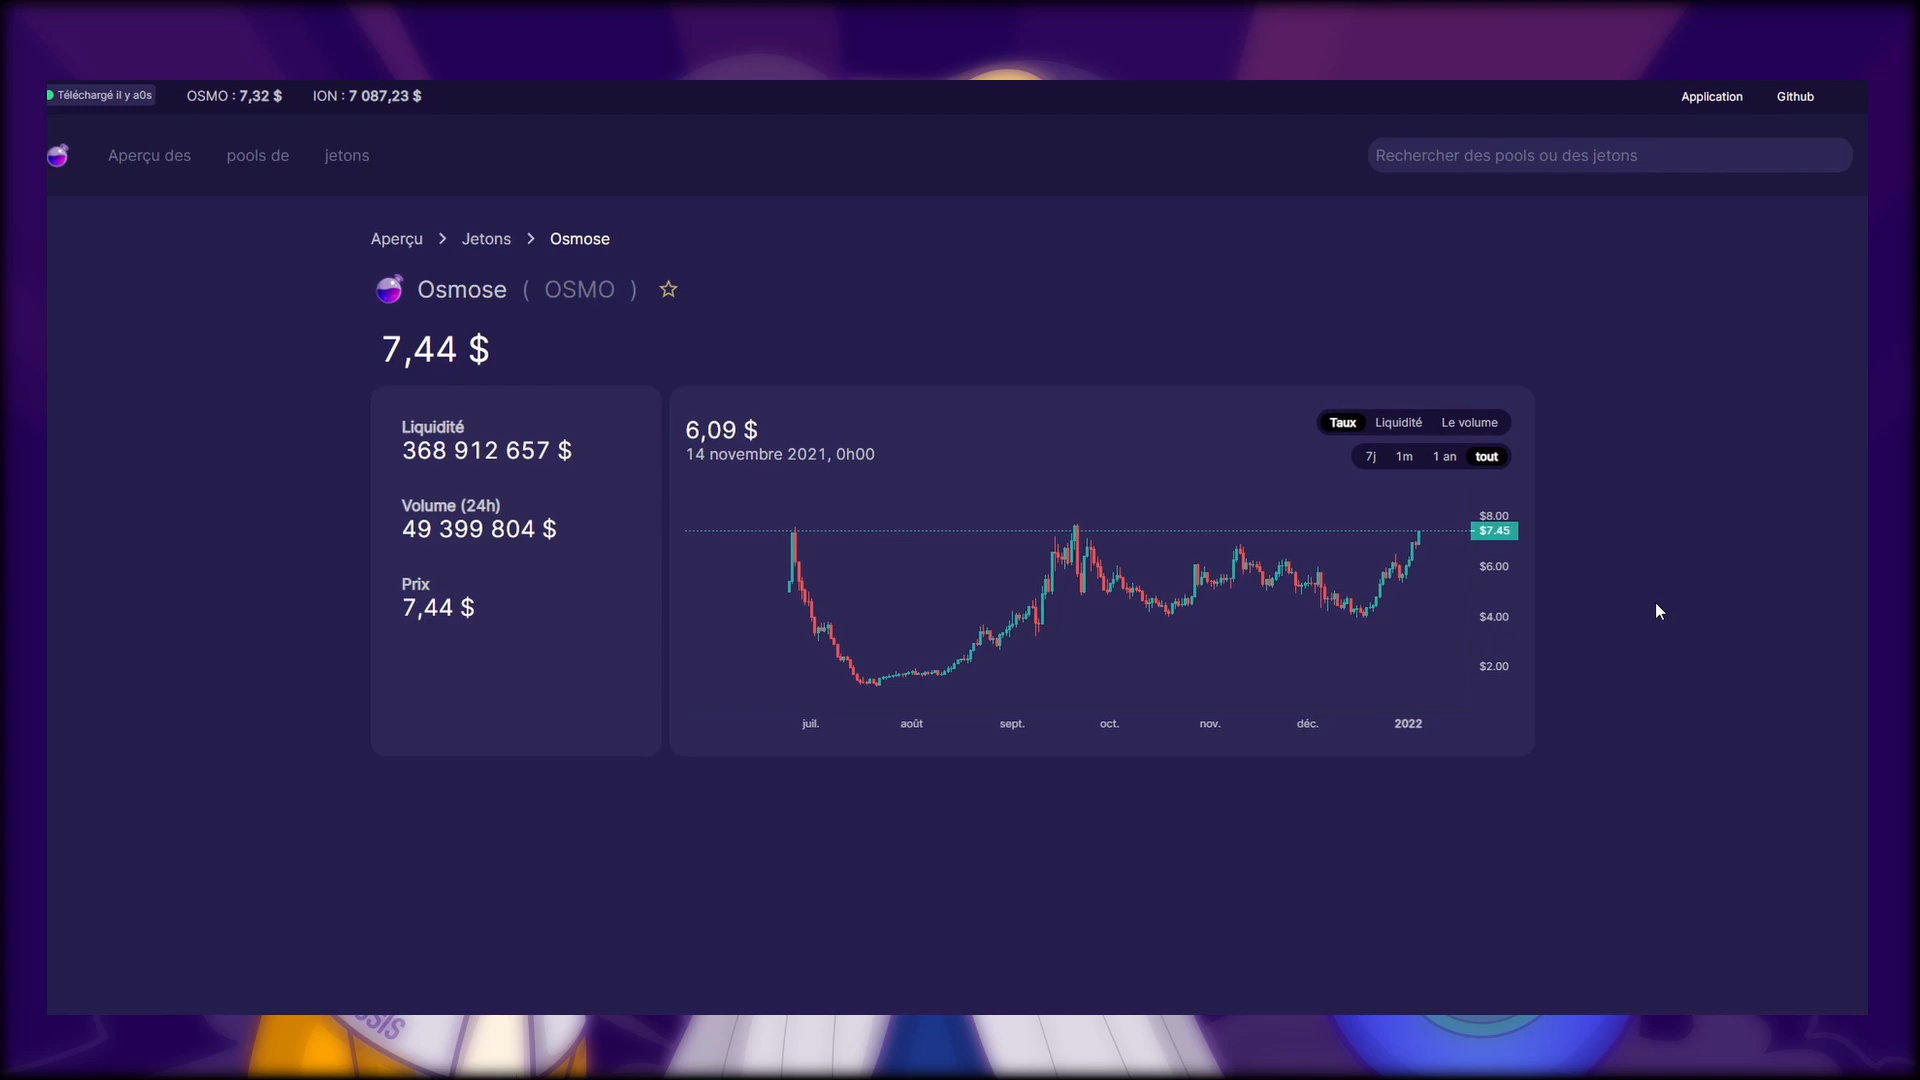 Téléchargé il y a0s
OSMO : 7,32 $
ION : 7 087,23 $
Application
Github
Aperçu des
pools de
jetons
Rechercher des pools ou des jetons
Aperçu > Jetons > Osmose
Osmose ( OSMO )
7,44 $
Liquidité
368 912 657 $
Volume (24h)
49 399 804 $
Prix
7,44 $
6,09 $
14 novembre 2021, 0h00
Taux
Liquidité
Le volume
7j
1m
1 an
tout
$8.00
$7.45
$6.00
$4.00
$2.00
juil.
août
sept.
oct.
nov.
déc.
2022